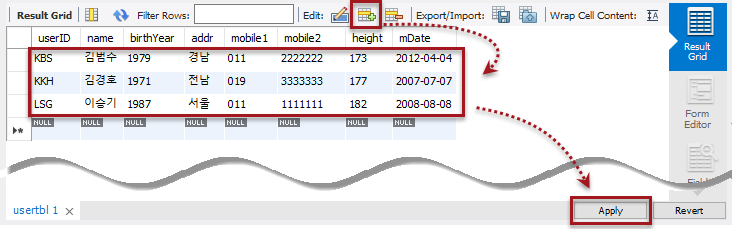 Result Grid Filter Rows: Edit: Export/Import: Wrap Cell Content:
userID name birthYear addr mobile1 mobile2 height mDate
KBS 김범수 1979 경남 011 2222222 173 2012-04-04
KKH 김경호 1971 전남 019 3333333 177 2007-07-07
LSG 이승기 1987 서울 011 1111111 182 2008-08-08
NULL NULL NULL NULL NULL NULL NULL NULL
Result
Grid
Form
Editor
usertbl 1 Apply Revert